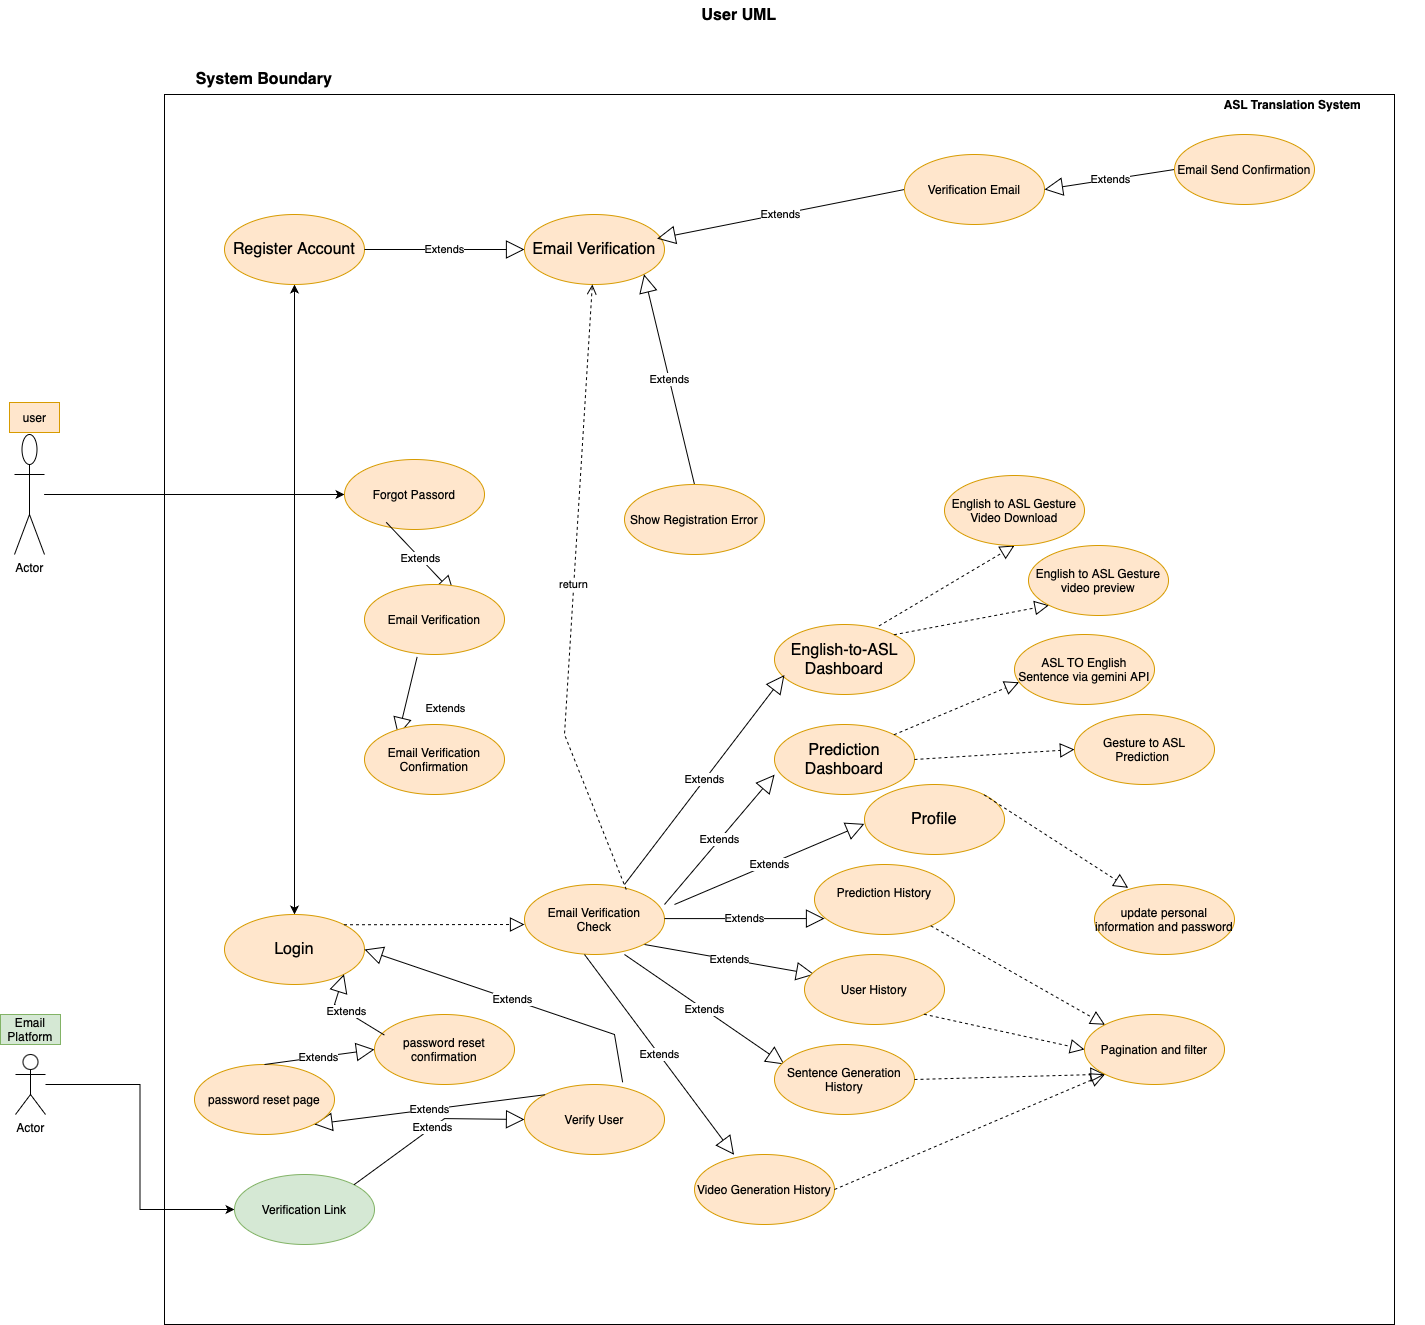 User UML
System Boundary
ASL Translation System
Email Send Confirmation
Extends
Verification Email
Extends
Register Account
Extends
Email Verification
Extends
user
Actor
Forgot Passord
Extends
Show Registration Error
English to ASL Gesture
Video Download
English to ASL Gesture
video preview
return
Email Verification
English-to-ASL
Dashboard
ASL TO English
Sentence via gemini API
Extends
Email Verification
Confirmation
Prediction
Dashboard
Gesture to ASL
Prediction
Extends
Extends
Profile
Extends
Prediction History
Email Verification
Check
Extends
update personal
information and password
Login
Extends
User History
Extends
Extends
Extends
Email
Platform
password reset
confirmation
Extends
Extends
Pagination and filter
Sentence Generation
History
password reset page
Extends
Extends
Verify User
Actor
Verification Link
Video Generation History